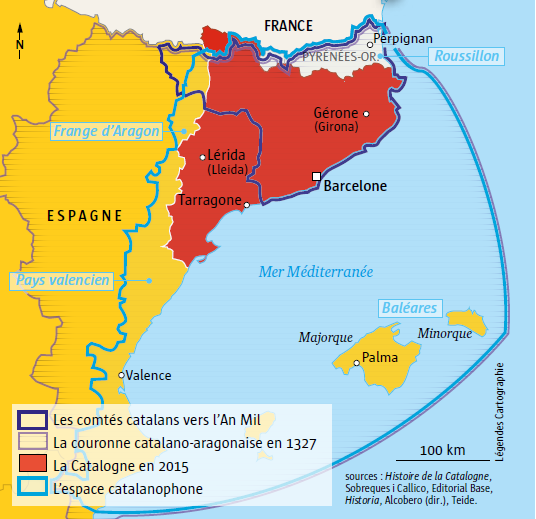 FRANCE
N
Perpignan
PYRÉNÉES-OR.
Roussillon
Gérone
(Girona)
Frange d'Aragon
Lérida
(Lleida)
Barcelone
Tarragone
ESPAGNE
Mer Méditerranée
Pays valencien
Baléares
Majorque
Minorque
Palma
Valence
Les comtés catalans vers l'An Mil
La couronne catalano-aragonaise en 1327
La Catalogne en 2015
L'espace catalanophone
100 km
Légendes Cartographie
sources : Histoire de la Catalogne,
Sobreques i Callico, Editorial Base,
Historia, Alcobero (dir.), Teide.